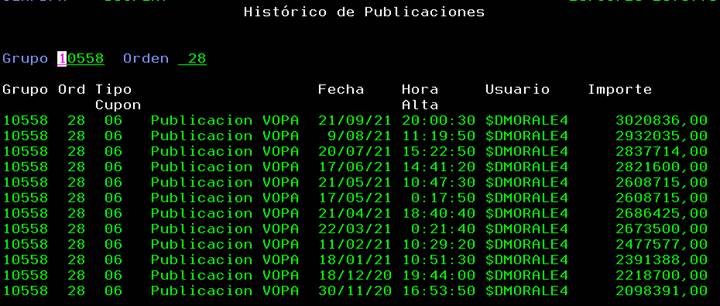 Histórico de Publicaciones
Grupo 10558 Orden 28
Grupo Ord Tipo Fecha Hora Usuario Importe
Cupon Alta
10558 28 06 Publicacion VOPA 21/09/21 20:00:30 $DMORALE4 3020836,00
10558 28 06 Publicacion VOPA 9/08/21 11:19:50 $DMORALE4 2932035,00
10558 28 06 Publicacion VOPA 20/07/21 15:22:50 $DMORALE4 2837714,00
10558 28 06 Publicacion VOPA 17/06/21 14:41:20 $DMORALE4 2821600,00
10558 28 06 Publicacion VOPA 21/05/21 10:47:30 $DMORALE4 2608715,00
10558 28 06 Publicacion VOPA 17/05/21 0:17:50 $DMORALE4 2608715,00
10558 28 06 Publicacion VOPA 21/04/21 18:40:40 $DMORALE4 2686425,00
10558 28 06 Publicacion VOPA 22/03/21 0:21:40 $DMORALE4 2673500,00
10558 28 06 Publicacion VOPA 11/02/21 10:29:20 $DMORALE4 2477577,00
10558 28 06 Publicacion VOPA 18/01/21 10:51:30 $DMORALE4 2391388,00
10558 28 06 Publicacion VOPA 18/12/20 19:44:00 $DMORALE4 2218700,00
10558 28 06 Publicacion VOPA 30/11/20 16:53:50 $DMORALE4 2098391,00